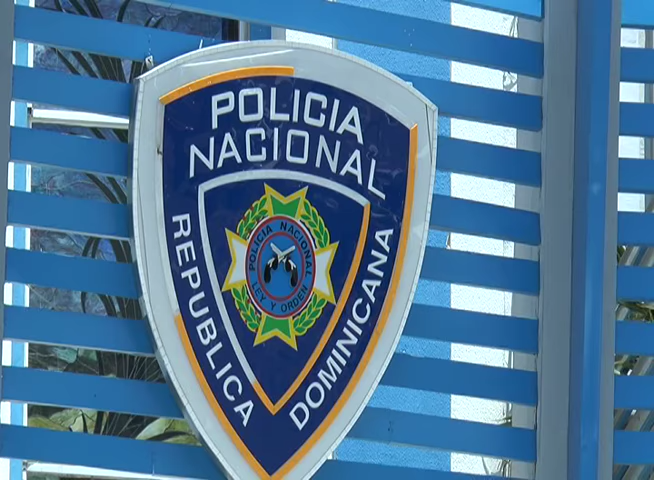 POLICIA
NACIONAL
REPUBLICA
DOMINICANA
POLICIA NACIONAL
LEY Y ORDEN